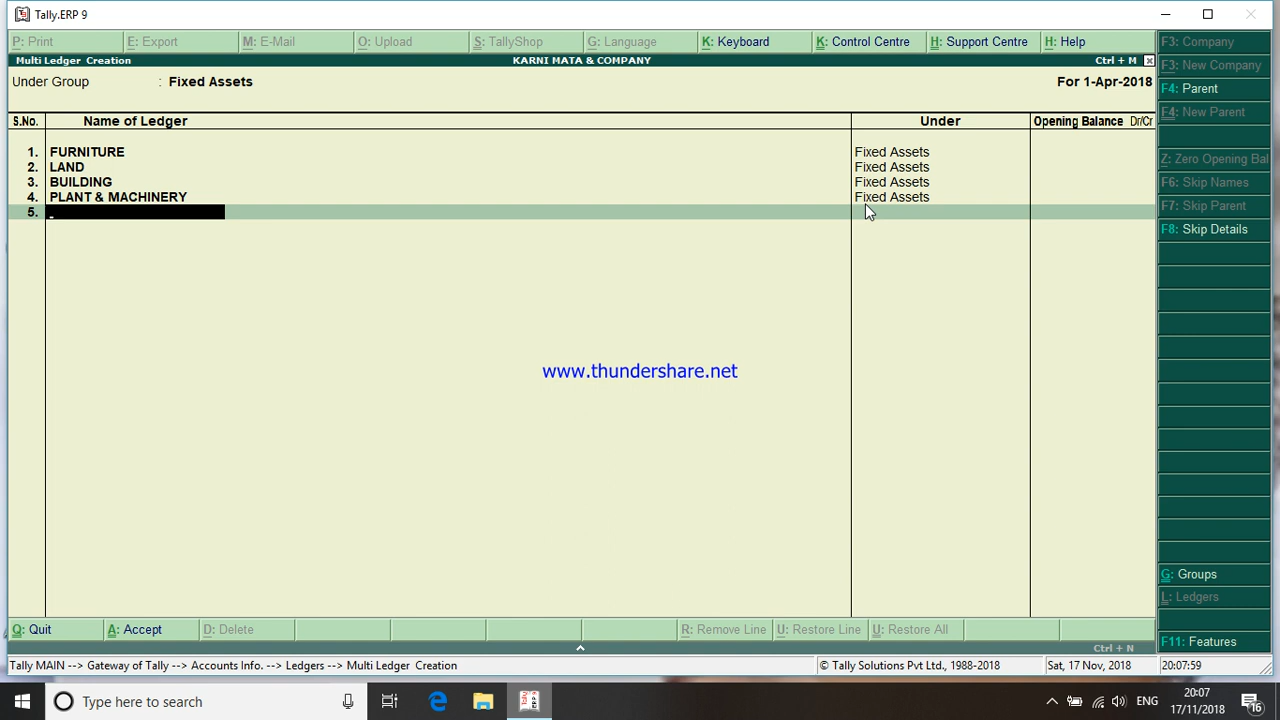 Tally.ERP 9
P: Print E: Export M: E-Mail O: Upload S: TallyShop G: Language K: Keyboard K: Control Centre H: Support Centre H: Help
F3: Company
Multi Ledger Creation KARNI MATA & COMPANY Ctrl + M
F3: New Company
Under Group : Fixed Assets For 1-Apr-2018
F4: Parent
F4: New Parent
S.No. Name of Ledger Under Opening Balance Dr/Cr
1. FURNITURE Fixed Assets
Z: Zero Opening Bal
2. LAND Fixed Assets
3. BUILDING Fixed Assets
F6: Skip Names
4. PLANT & MACHINERY Fixed Assets
F7: Skip Parent
5.
F8: Skip Details
www.thundershare.net
G: Groups
L: Ledgers
Q: Quit A: Accept D: Delete R: Remove Line U: Restore Line U: Restore All
F11: Features
Ctrl + N
Tally MAIN --> Gateway of Tally --> Accounts Info. --> Ledgers --> Multi Ledger Creation © Tally Solutions Pvt Ltd., 1988-2018 Sat, 17 Nov, 2018 20:07:59
Type here to search
ENG
20:07
17/11/2018
16